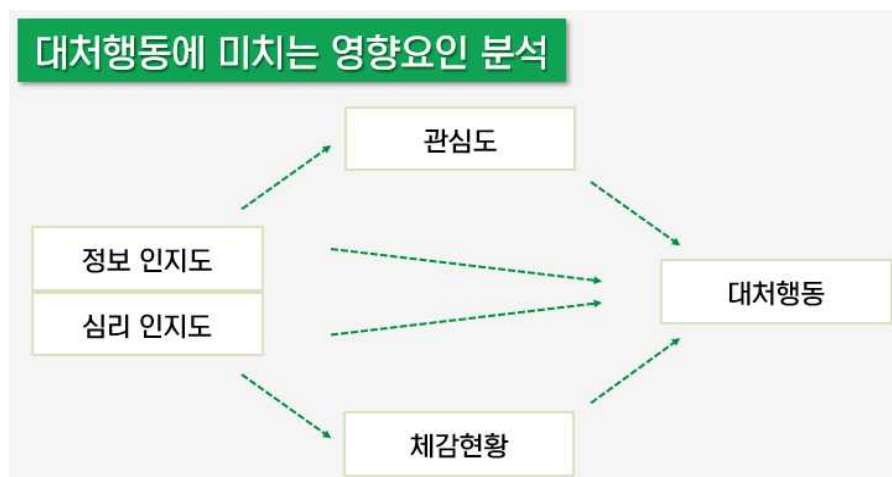 대처행동에 미치는 영향요인 분석
관심도
정보 인지도
심리 인지도
대처행동
체감현황